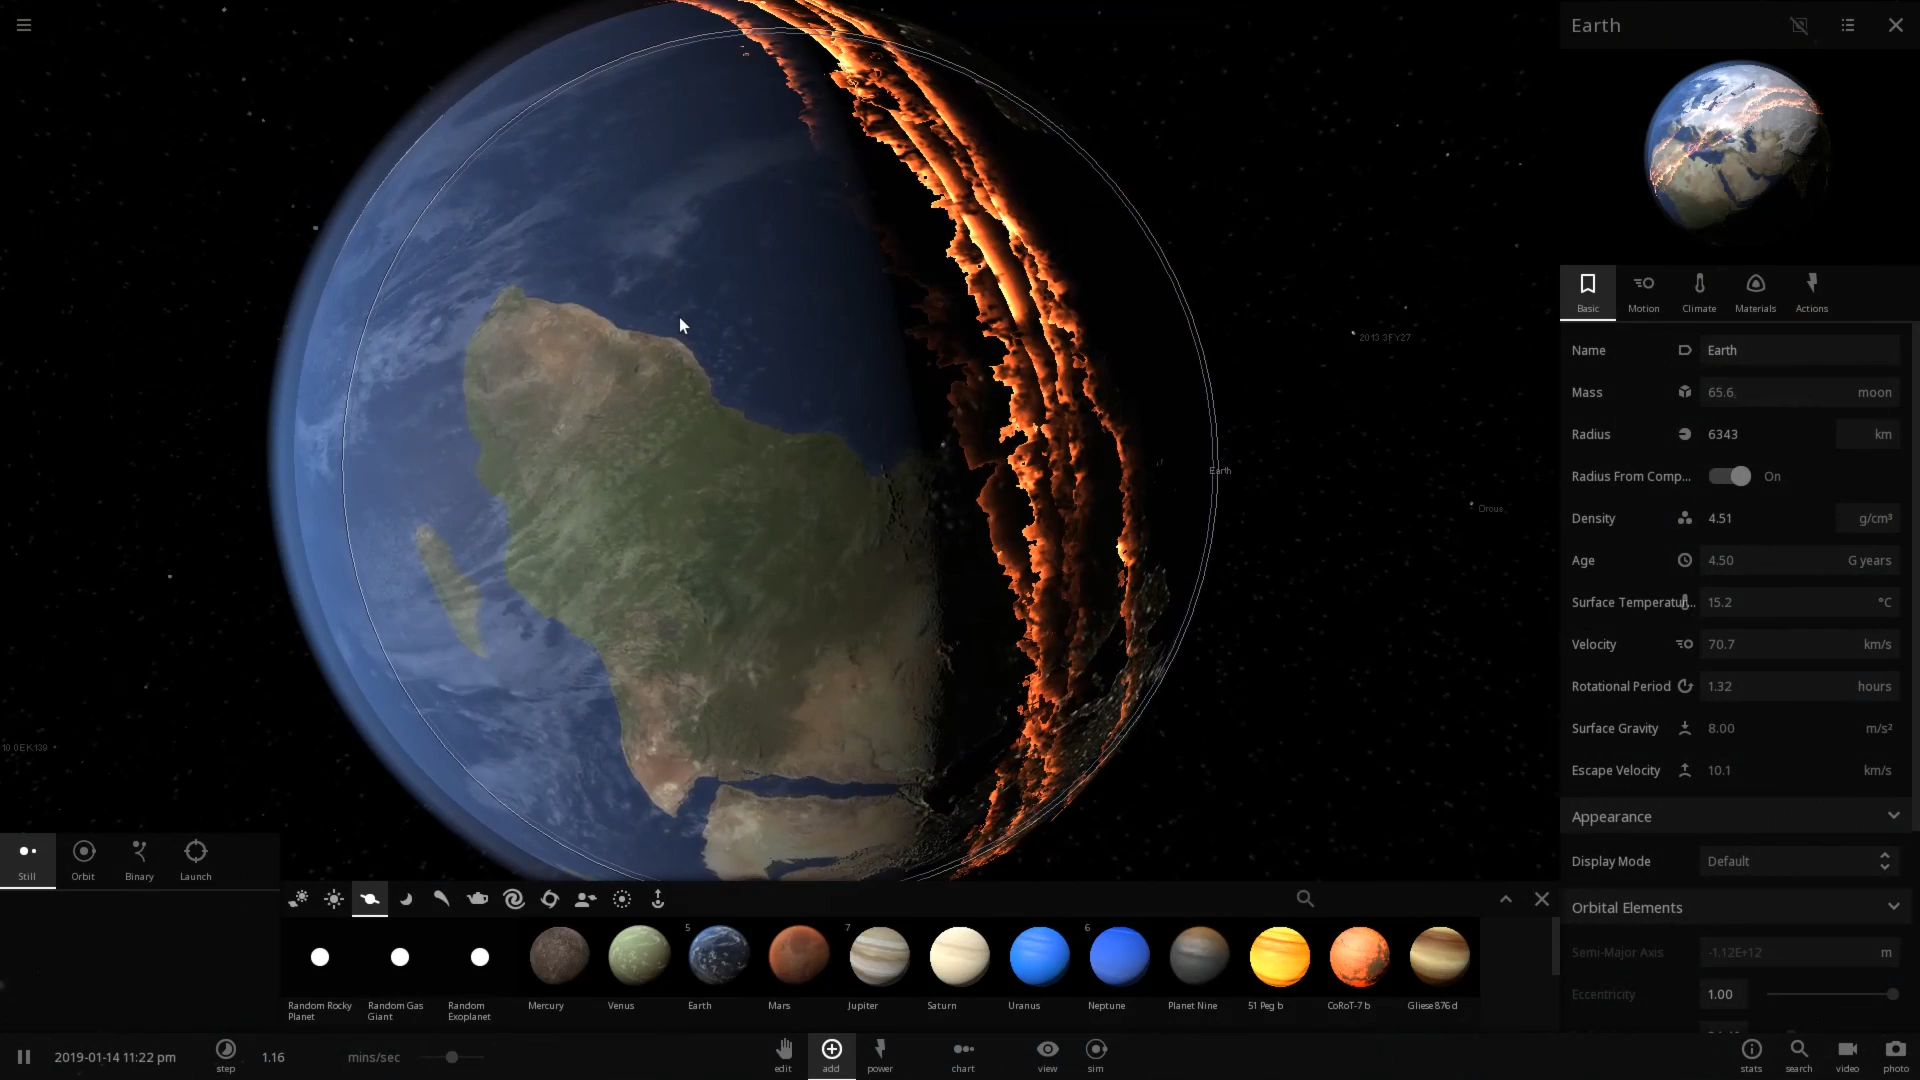 Earth
Basic
Motion
Climate
Materials
Actions
Name Earth
Mass 65.6 moon
Radius 6343 km
Radius From Comp... On
Density 4.51 g/cm³
Age 4.50 G years
Surface Temperatur... 15.2 °C
Velocity 70.7 km/s
Rotational Period 1.32 hours
Surface Gravity 8.00 m/s²
Escape Velocity 10.1 km/s
Appearance
Display Mode Default
Orbital Elements
Semi-Major Axis -1.12E+12 m
Eccentricity 1.00
Earth
Orcus
Still
Orbit
Binary
Launch
5
7
6
Random Rocky Planet
Random Gas Giant
Random Exoplanet
Mercury
Venus
Earth
Mars
Jupiter
Saturn
Uranus
Neptune
Planet Nine
51 Peg b
CoRoT-7 b
Gliese 876 d
2019-01-14 11:22 pm
step
1.16 mins/sec
edit
add
power
chart
view
sim
stats
search
video
photo